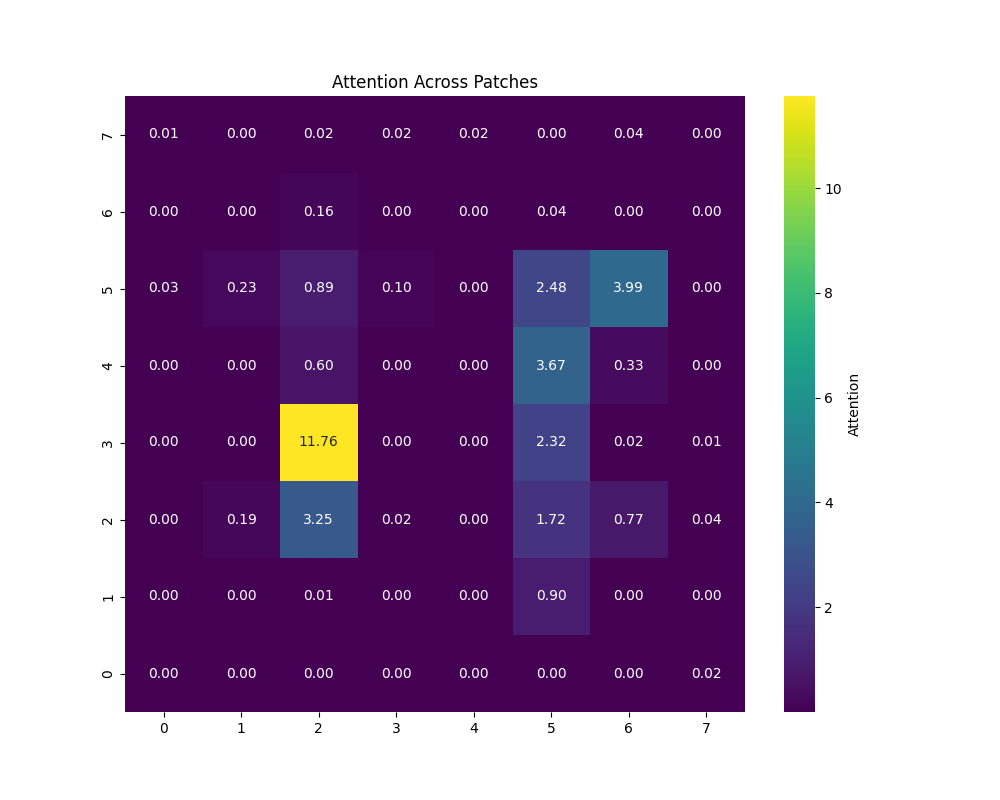 Attention Across Patches
7 0.01 0.00 0.02 0.02 0.02 0.00 0.04 0.00
6 0.00 0.00 0.16 0.00 0.00 0.04 0.00 0.00
5 0.03 0.23 0.89 0.10 0.00 2.48 3.99 0.00
4 0.00 0.00 0.60 0.00 0.00 3.67 0.33 0.00
3 0.00 0.00 11.76 0.00 0.00 2.32 0.02 0.01
2 0.00 0.19 3.25 0.02 0.00 1.72 0.77 0.04
1 0.00 0.00 0.01 0.00 0.00 0.90 0.00 0.00
0 0.00 0.00 0.00 0.00 0.00 0.00 0.00 0.02
0 1 2 3 4 5 6 7
10
8
6
4
2
Attention